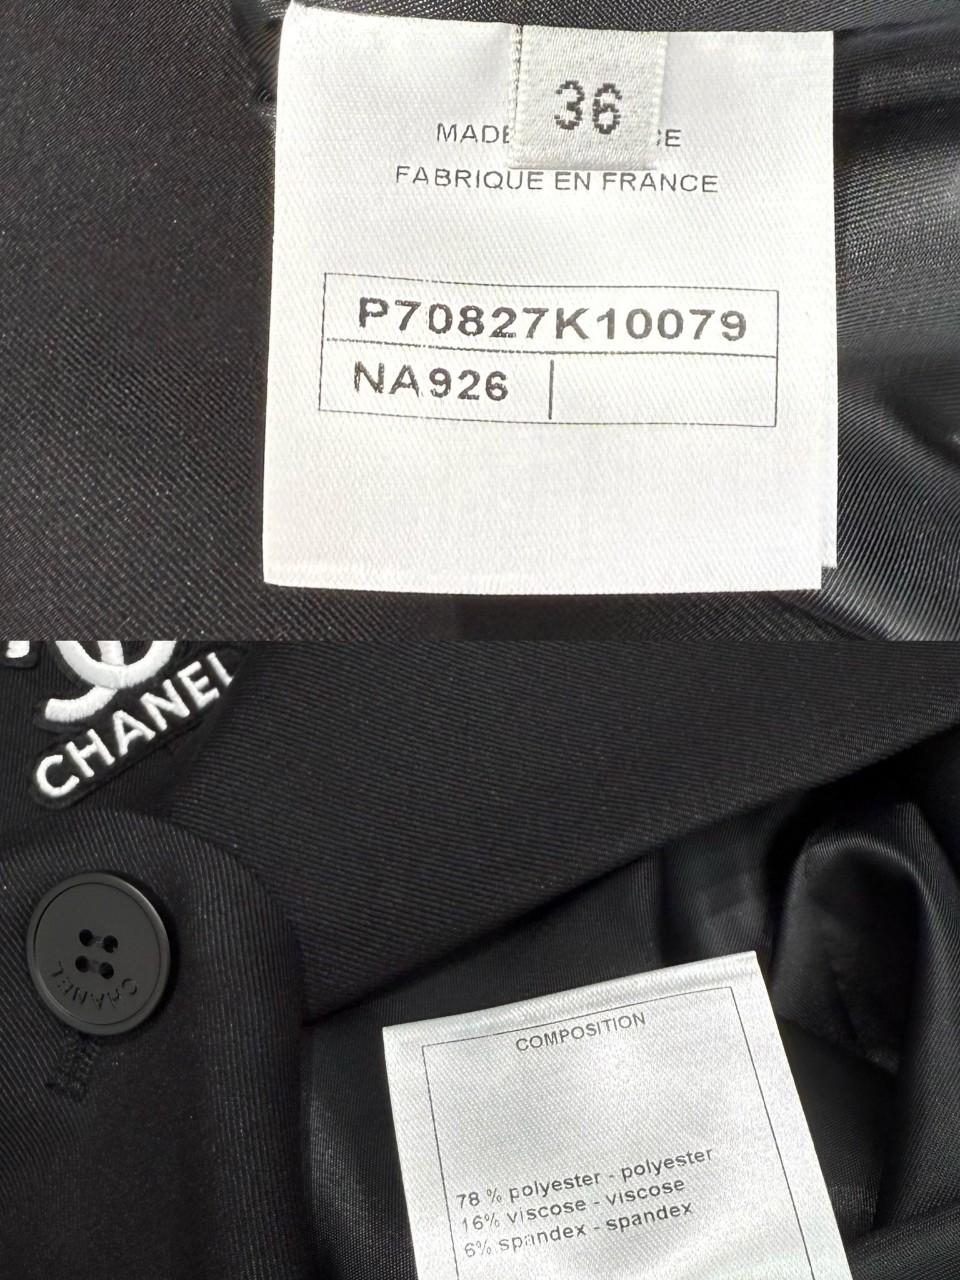 36
MADE CE
FABRIQUE EN FRANCE
P70827K10079
NA926
CHANEL
CHANEL
COMPOSITION
78 % polyester - polyester
16% viscose - viscose
6% spandex - spandex